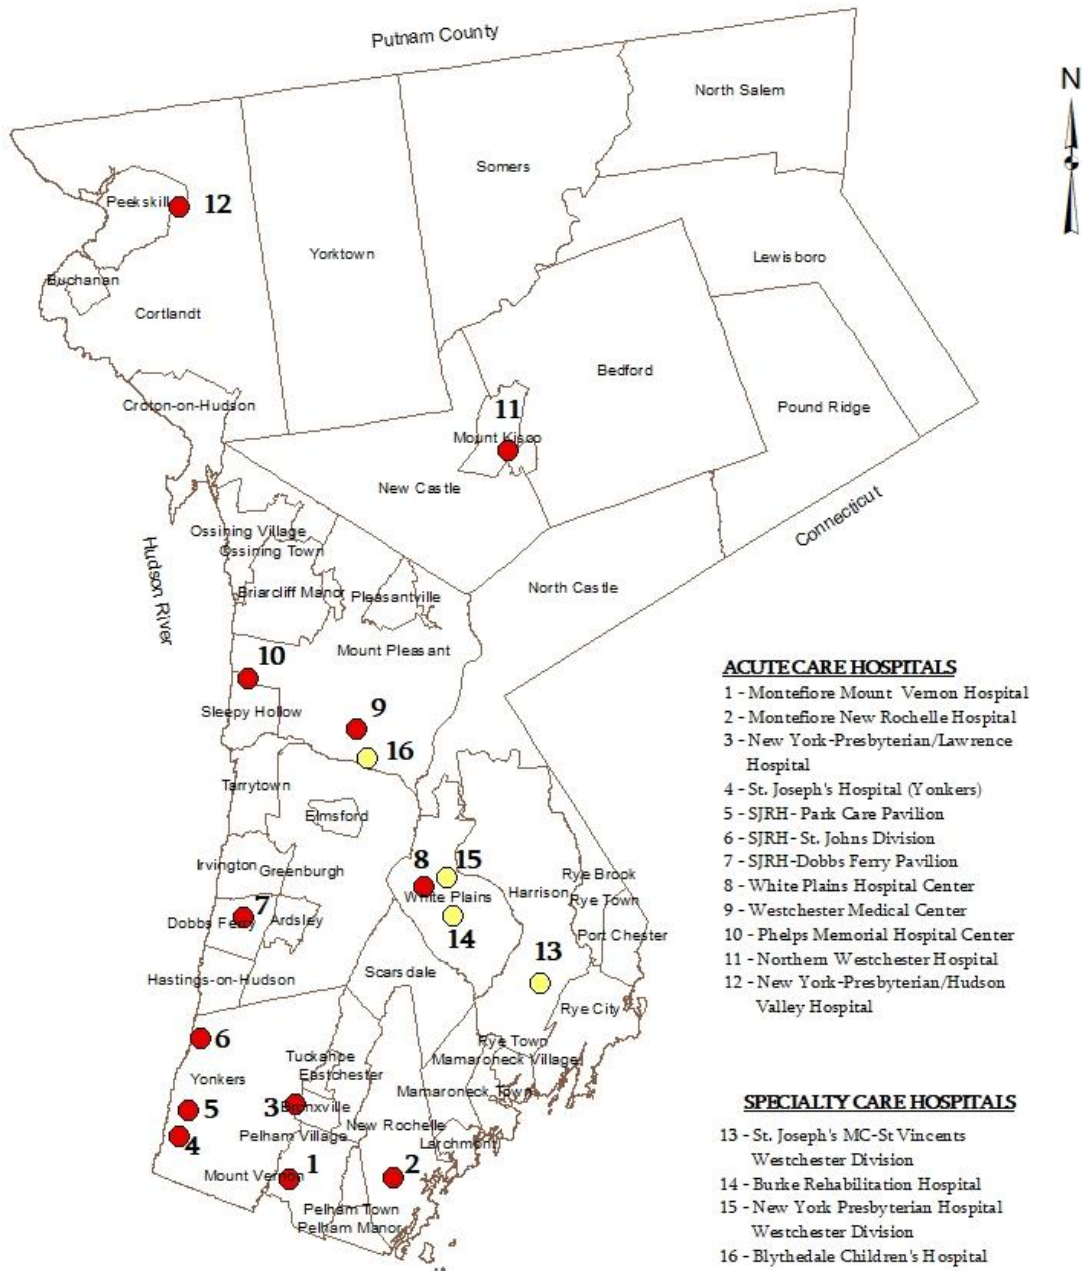 Putnam County
N
North Salem
Somers
Peekskill
12
Yorktown
Lewisboro
Buchanan
Cortlandt
Bedford
Croton-on-Hudson
11
Pound Ridge
Mount Kisco
New Castle
Connecticut
Ossining Village
Ossining Town
Hudson River
North Castle
Briarcliff Manor
Pleasantville
Mount Pleasant
10
Sleepy Hollow
9
16
Tarrytown
Elmsford
Irvington
Greenburgh
8
15
Rye Brook
White Plains
Harrison
Rye Town
7
Dobbs Ferry
Ardsley
14
Port Chester
13
Scarsdale
Hastings-on-Hudson
Rye City
6
Rye Town
Tuckahoe
Mamaroneck Village
Eastchester
Yonkers
Mamaroneck Town
5
3
Bronxville
New Rochelle
4
Pelham Village
Larchmont
1
2
Mount Vernon
Pelham Town
Pelham Manor
ACUTE CARE HOSPITALS
1 - Montefiore Mount Vernon Hospital
2 - Montefiore New Rochelle Hospital
3 - New York-Presbyterian/Lawrence
Hospital
4 - St. Joseph's Hospital (Yonkers)
5 - SJRH- Park Care Pavilion
6 - SJRH- St. Johns Division
7 - SJRH-Dobbs Ferry Pavilion
8 - White Plains Hospital Center
9 - Westchester Medical Center
10 - Phelps Memorial Hospital Center
11 - Northern Westchester Hospital
12 - New York-Presbyterian/Hudson
Valley Hospital
SPECIALTY CARE HOSPITALS
13 - St. Joseph's MC-St Vincents
Westchester Division
14 - Burke Rehabilitation Hospital
15 - New York Presbyterian Hospital
Westchester Division
16 - Blythedale Children's Hospital